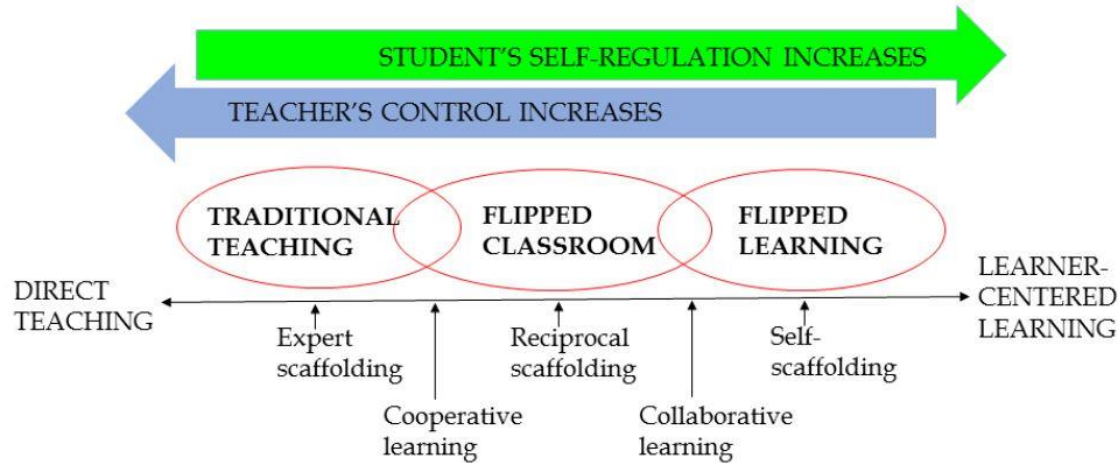 STUDENT'S SELF-REGULATION INCREASES
TEACHER'S CONTROL INCREASES
TRADITIONAL
TEACHING
FLIPPED
CLASSROOM
FLIPPED
LEARNING
DIRECT
TEACHING
LEARNER-
CENTERED
LEARNING
Expert
scaffolding
Reciprocal
scaffolding
Self-
scaffolding
Cooperative
learning
Collaborative
learning